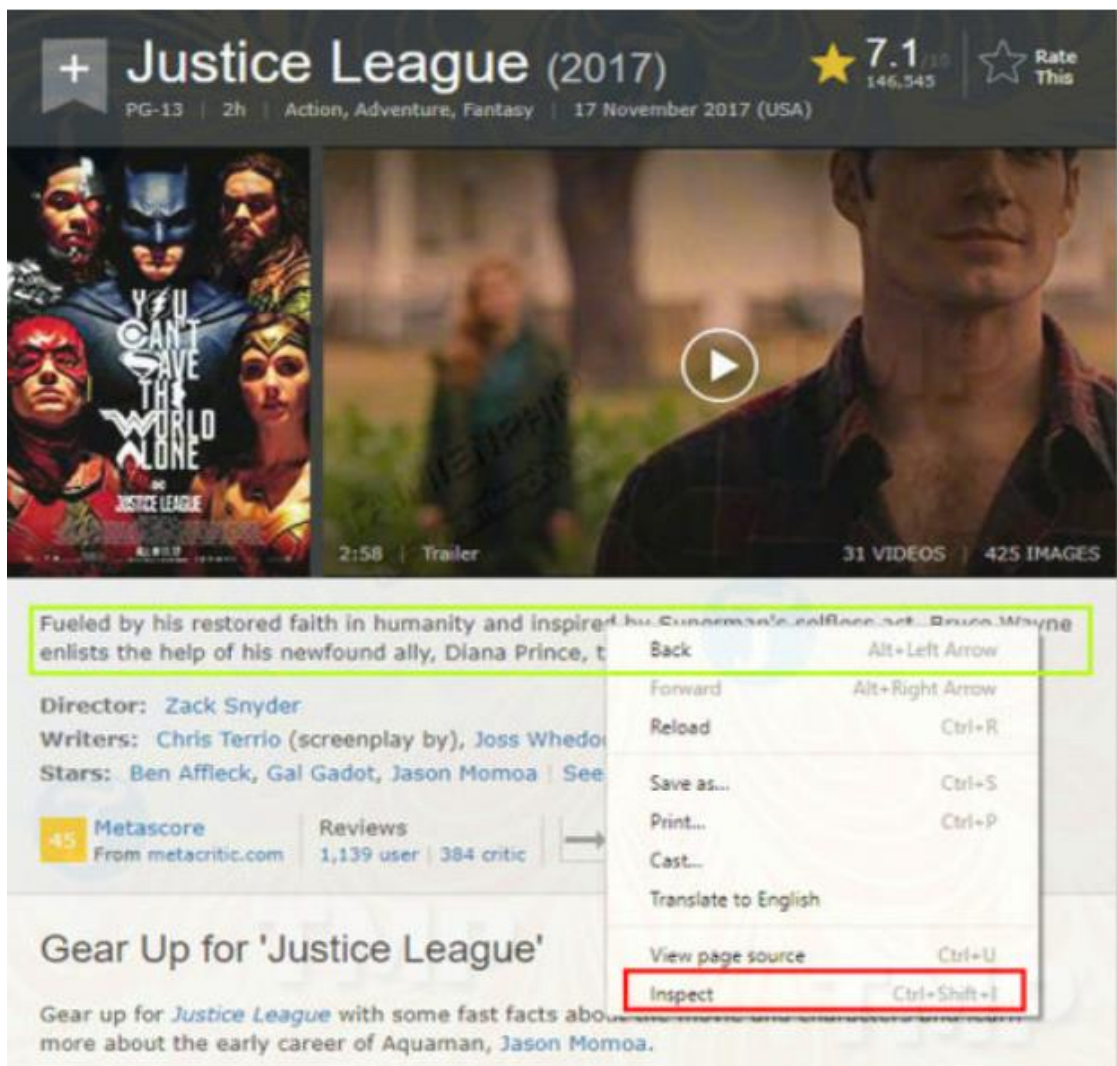 + Justice League (2017)
7.1/10
146,545
Rate This
PG-13 | 2h | Action, Adventure, Fantasy | 17 November 2017 (USA)
YOU
CAN'T
SAVE
THE
WORLD
ALONE
JUSTICE LEAGUE
2:58 | Trailer
31 VIDEOS | 425 IMAGES
Fueled by his restored faith in humanity and inspired by Superman's selfless act, Bruce Wayne
enlists the help of his newfound ally, Diana Prince, t
Director: Zack Snyder
Writers: Chris Terrio (screenplay by), Joss Whedo
Stars: Ben Affleck, Gal Gadot, Jason Momoa | See
45 Metascore
From metacritic.com
Reviews
1,139 user | 384 critic
Back Alt+Left Arrow
Forward Alt+Right Arrow
Reload Ctrl+R
Save as... Ctrl+S
Print... Ctrl+P
Cast...
Translate to English
View page source Ctrl+U
Inspect Ctrl+Shift+I
Gear Up for 'Justice League'
Gear up for Justice League with some fast facts about the movie and characters and learn
more about the early career of Aquaman, Jason Momoa.